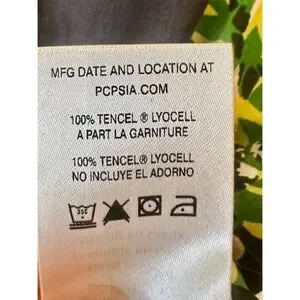 MFG DATE AND LOCATION AT
PCPSIA.COM
100% TENCEL ® LYOCELL
A PART LA GARNITURE
100% TENCEL® LYOCELL
NO INCLUYE EL ADORNO